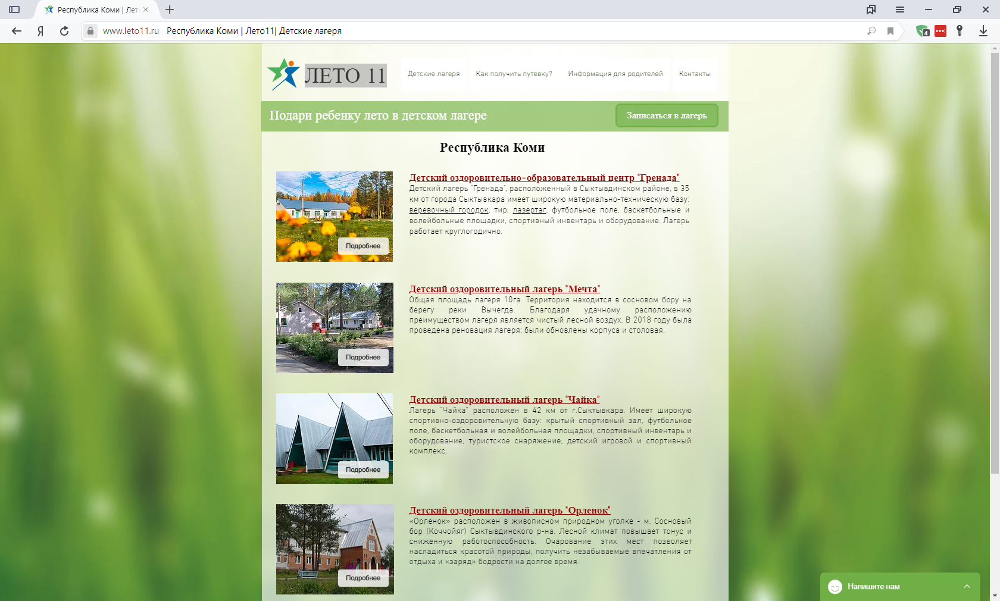 Республика Коми | Лето
www.leto11.ru Республика Коми | Лето11| Детские лагеря
4
ЛЕТО 11
Детские лагеря
Как получить путевку?
Информация для родителей
Контакты
Подари ребенку лето в детском лагере
Записаться в лагерь
Республика Коми
Детский оздоровительно-образовательный центр "Гренада"
Детский лагерь "Гренада", расположенный в Сыктывдинском районе, в 35
км от города Сыктывкара имеет широкую материально-техническую базу:
веревочный городок, тир, лазертаг, футбольное поле, баскетбольные и
волейбольные площадки, спортивный инвентарь и оборудование. Лагерь
работает круглогодично.
Подробнее
Детский оздоровительный лагерь "Мечта"
Общая площадь лагеря 10га. Территория находится в сосновом бору на
берегу реки Вычегда. Благодаря удачному расположению
преимуществом лагеря является чистый лесной воздух. В 2018 году была
проведена реновация лагеря: были обновлены корпуса и столовая.
Подробнее
Детский оздоровительный лагерь "Чайка"
Лагерь "Чайка" расположен в 42 км от г.Сыктывкара. Имеет широкую
спортивно-оздоровительную базу: крытый спортивный зал, футбольное
поле, баскетбольная и волейбольная площадки, спортивный инвентарь и
оборудование, туристское снаряжение, детский игровой и спортивный
комплекс.
Подробнее
Детский оздоровительный лагерь "Орленок"
«Орленок» расположен в живописном природном уголке - м. Сосновый
бор (Коччойяг) Сыктывдинского р-на. Лесной климат повышает тонус и
сниженную работоспособность. Очарование этих мест позволяет
насладиться красотой природы, получить незабываемые впечатления от
отдыха и «заряд» бодрости на долгое время.
Подробнее
Напишите нам